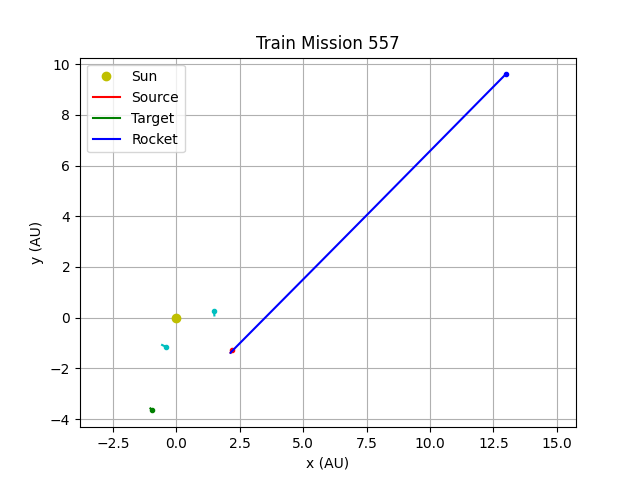 Train Mission 557
Sun
Source
Target
Rocket
10
8
6
4
2
0
−2
−4
y (AU)
−2.5 0.0 2.5 5.0 7.5 10.0 12.5 15.0
x (AU)